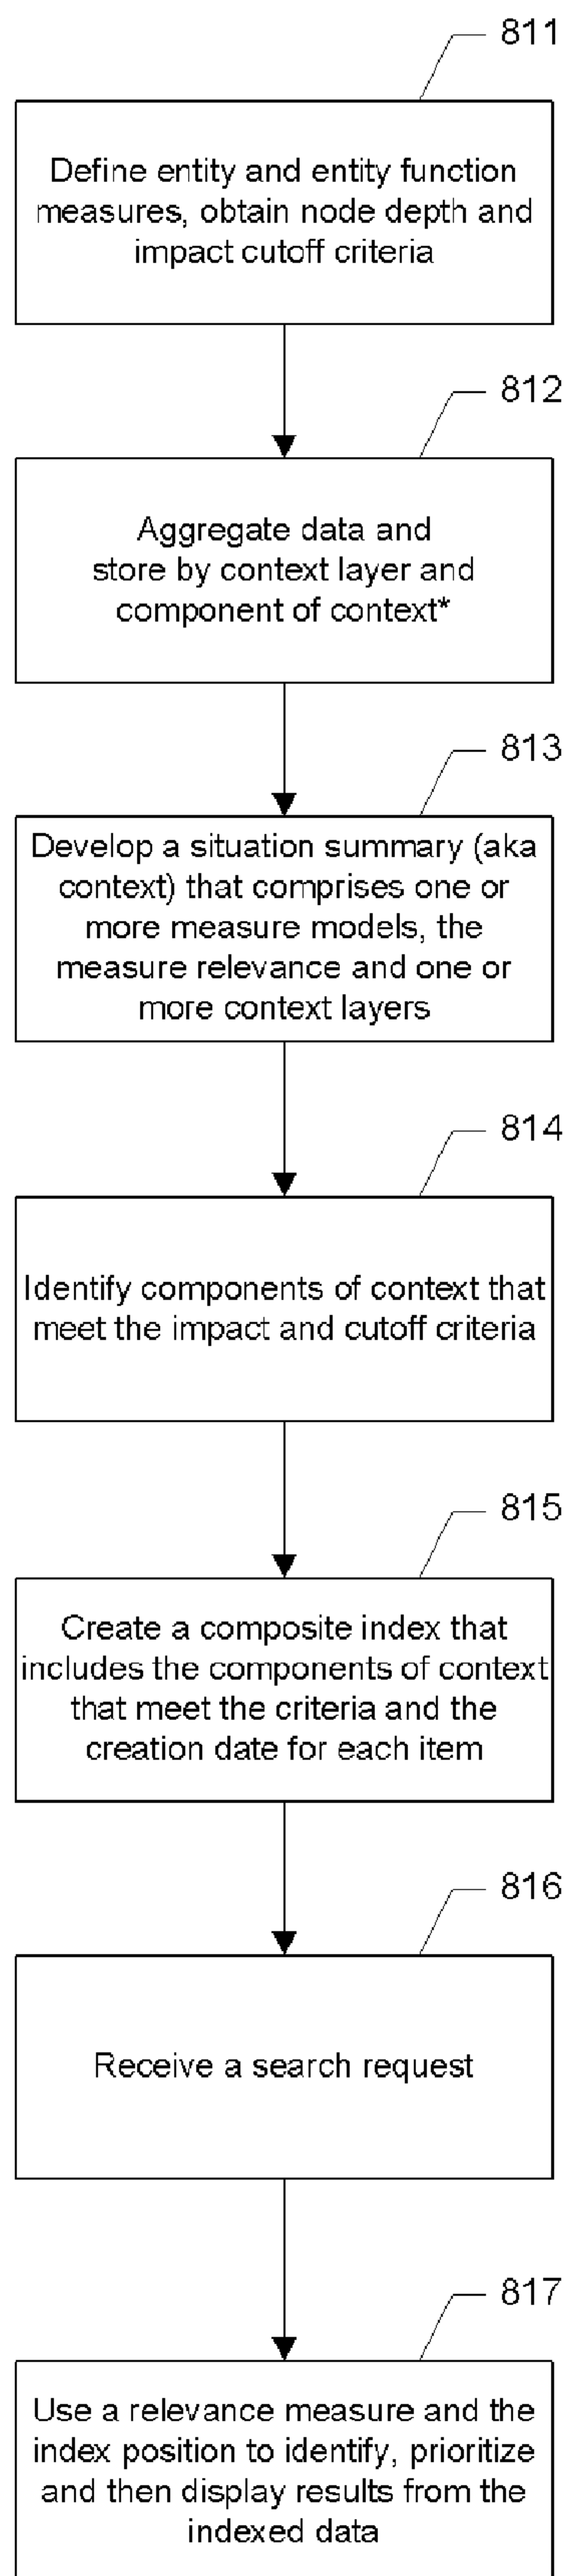 811
Define entity and entity function
measures, obtain node depth and
impact cutoff criteria
812
Aggregate data and
store by context layer and
component of context*
813
Develop a situation summary (aka
context) that comprises one or
more measure models, the
measure relevance and one or
more context layers
814
Identify components of context that
meet the impact and cutoff criteria
815
Create a composite index that
includes the components of context
that meet the criteria and the
creation date for each item
816
Receive a search request
817
Use a relevance measure and the
index position to identify, prioritize
and then display results from the
indexed data